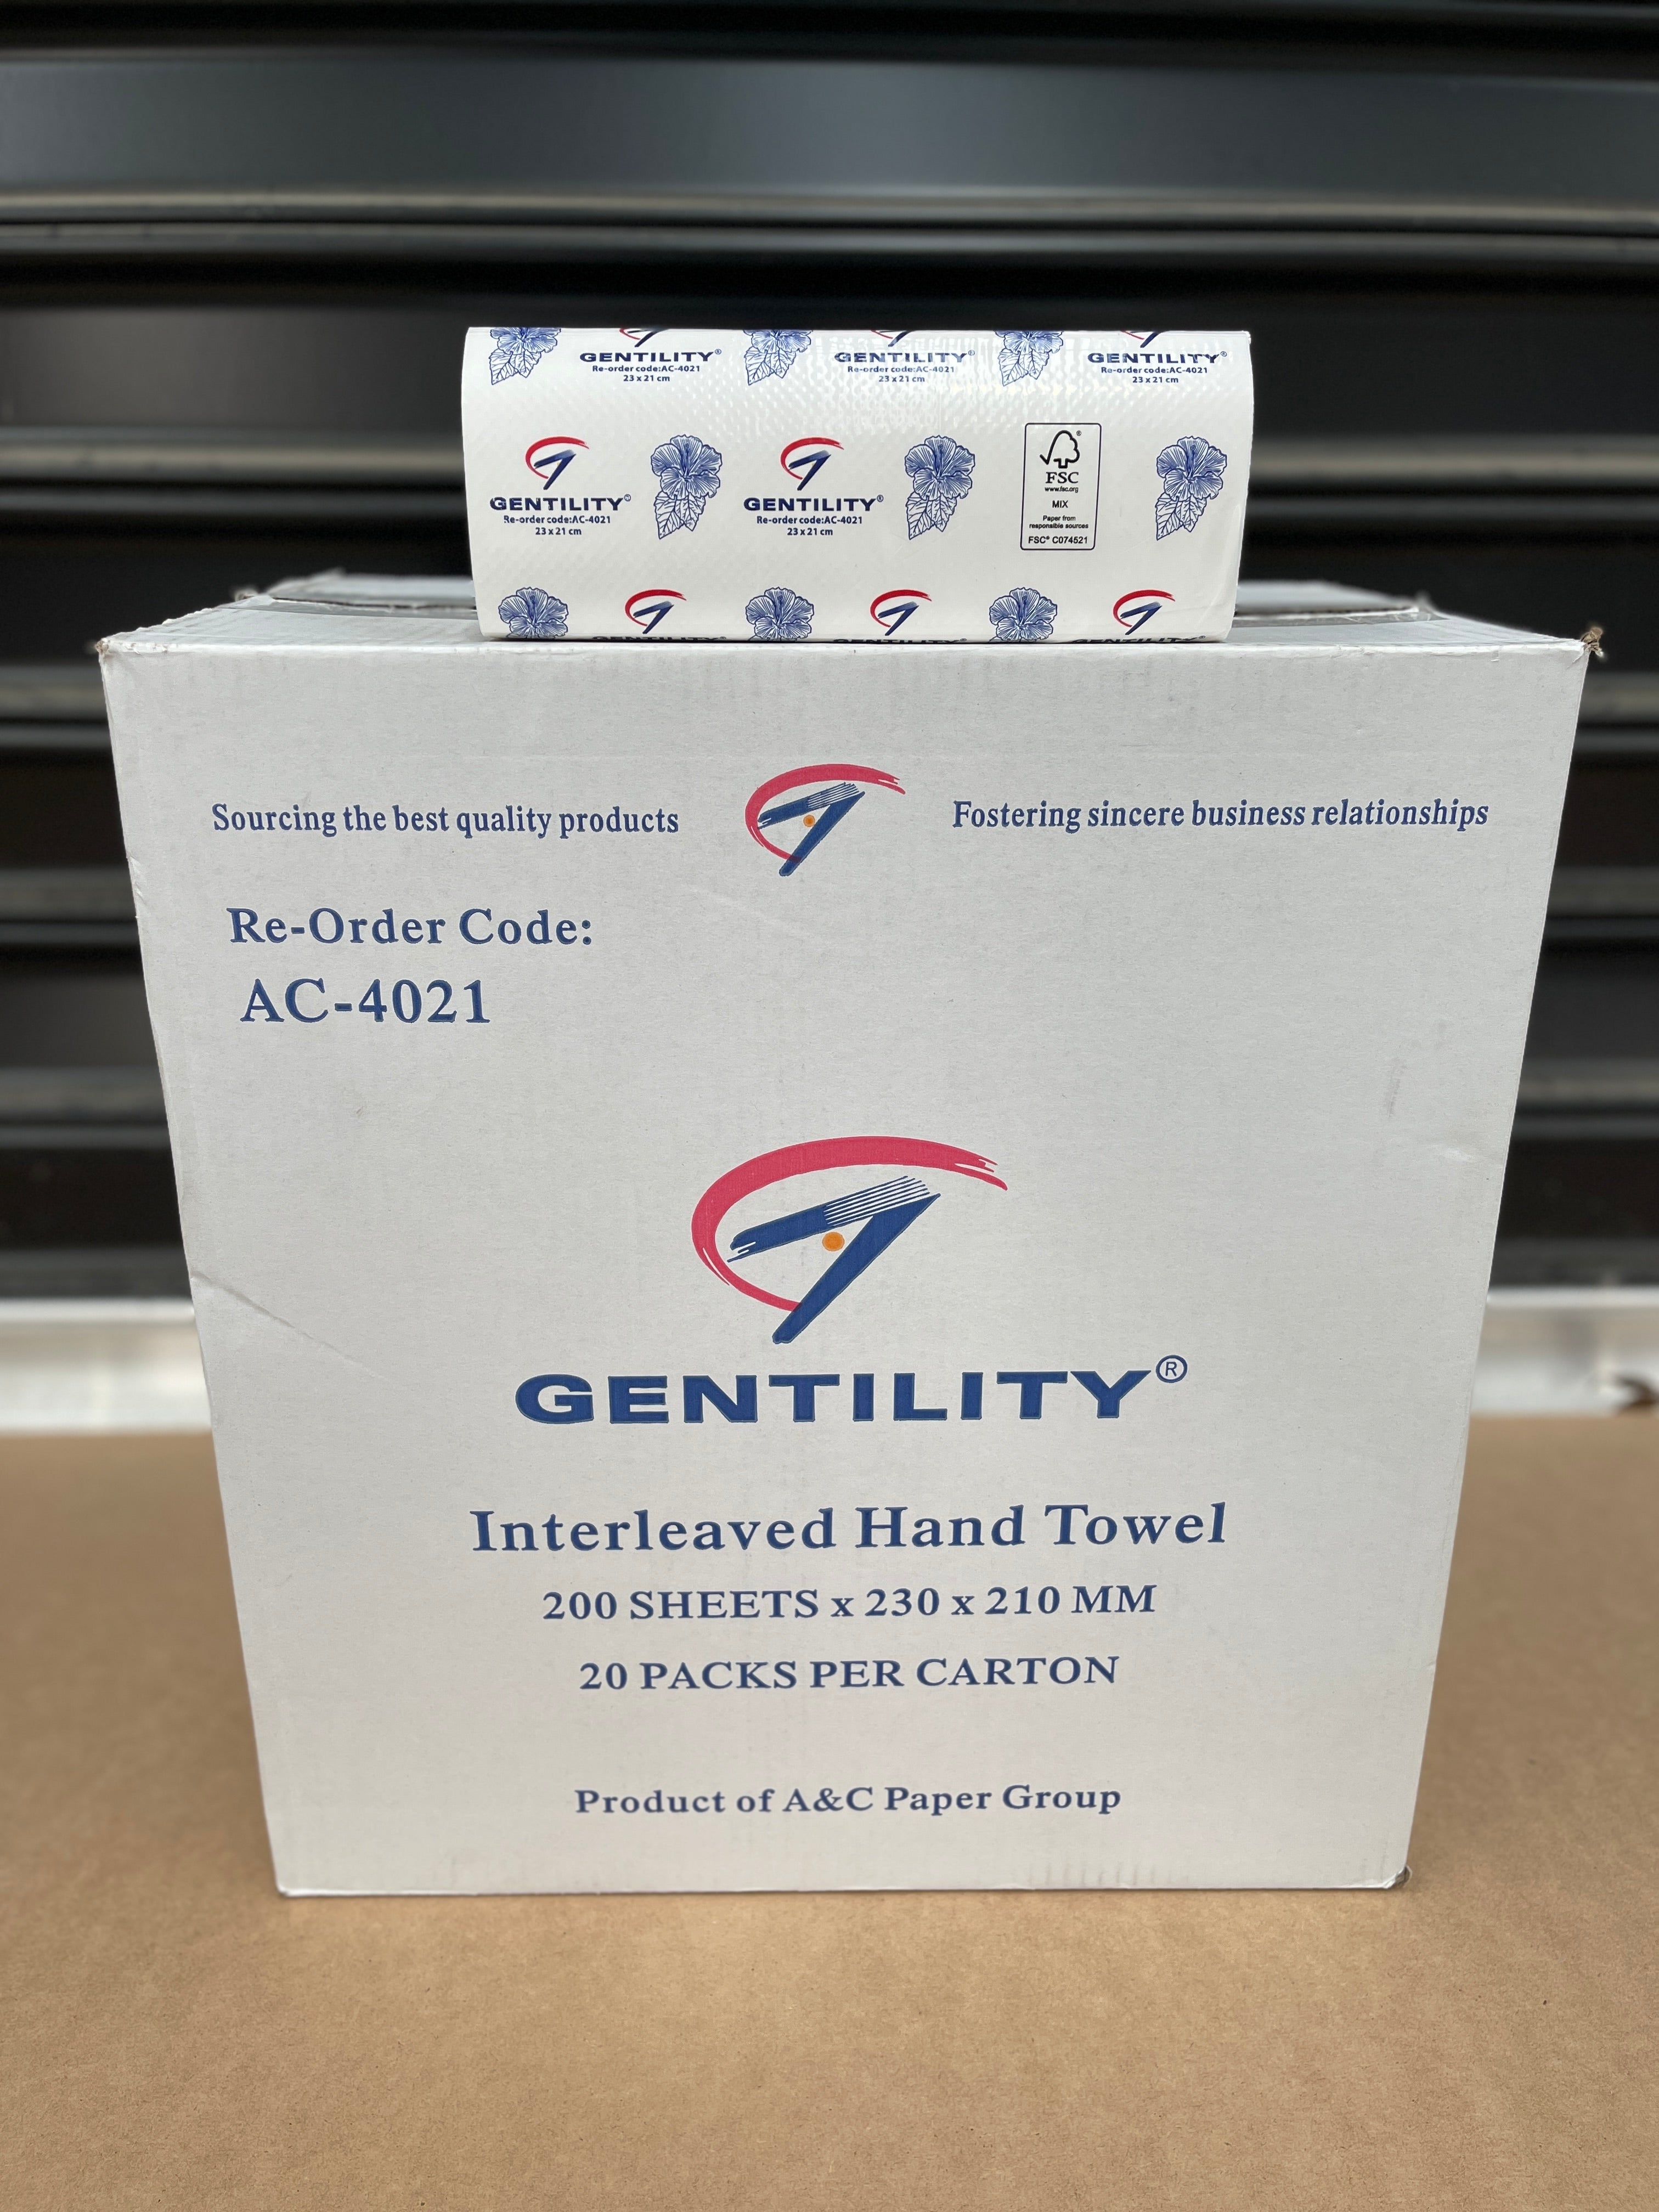 GENTILITY® GENTILITY® GENTILITY®
Re-order code:AC-4021 Re-order code:AC-4021 Re-order code:AC-4021
23 x 21 cm 23 x 21 cm 23 x 21 cm
GENTILITY® GENTILITY®
Re-order code:AC-4021 Re-order code:AC-4021
23 x 21 cm 23 x 21 cm
®
FSC
www.fsc.org
MIX
Paper from
responsible sources
FSC® C074521
GENTILITY GENTILITY GENTILITY
Sourcing the best quality products Fostering sincere business relationships
Re-Order Code:
AC-4021
GENTILITY®
Interleaved Hand Towel
200 SHEETS x 230 x 210 MM
20 PACKS PER CARTON
Product of A&C Paper Group